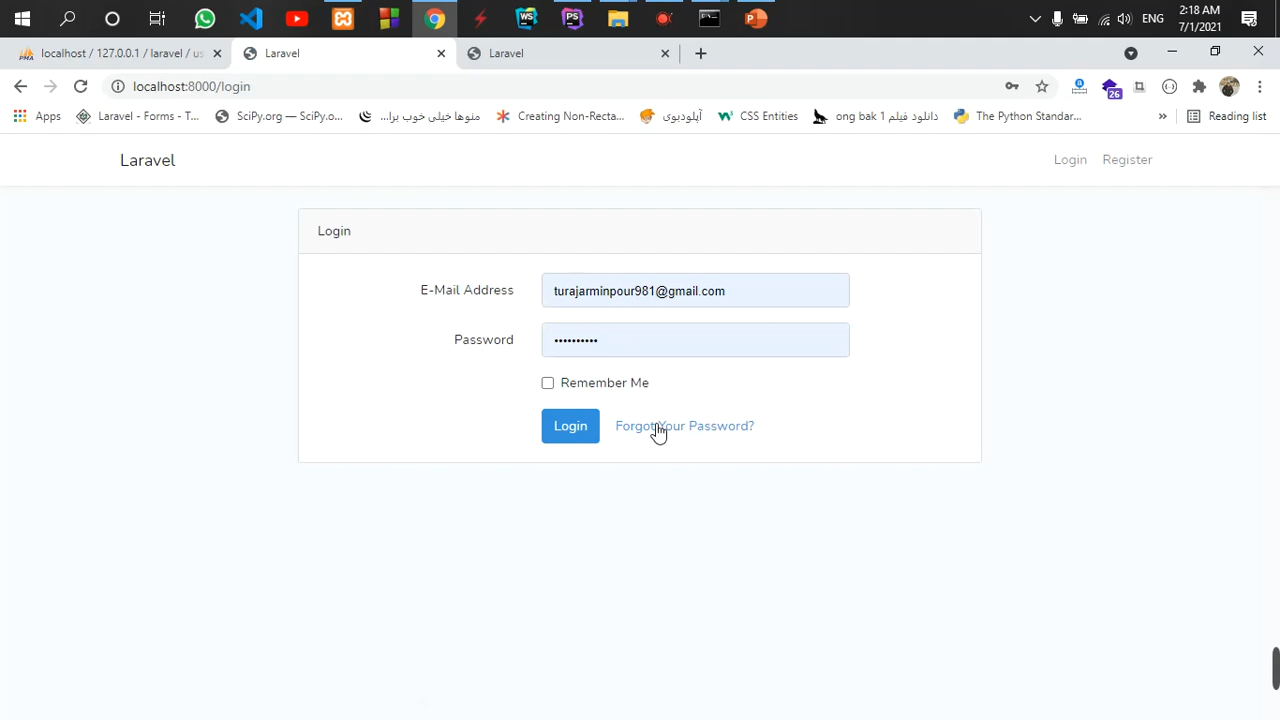 2:18 AM
ENG
7/1/2021
localhost / 127.0.0.1 / laravel / us
Laravel
Laravel
localhost:8000/login
26
Apps
Laravel - Forms - T...
SciPy.org — SciPy.o...
منوها خیلی خوب برا...
Creating Non-Recta...
آپلودبوی
CSS Entities
دانلود فیلم ong bak 1
The Python Standar...
»
Reading list
Laravel
Login
Register
Login
E-Mail Address
turajarminpour981@gmail.com
Password
••••••••••
Remember Me
Login
Forgot Your Password?